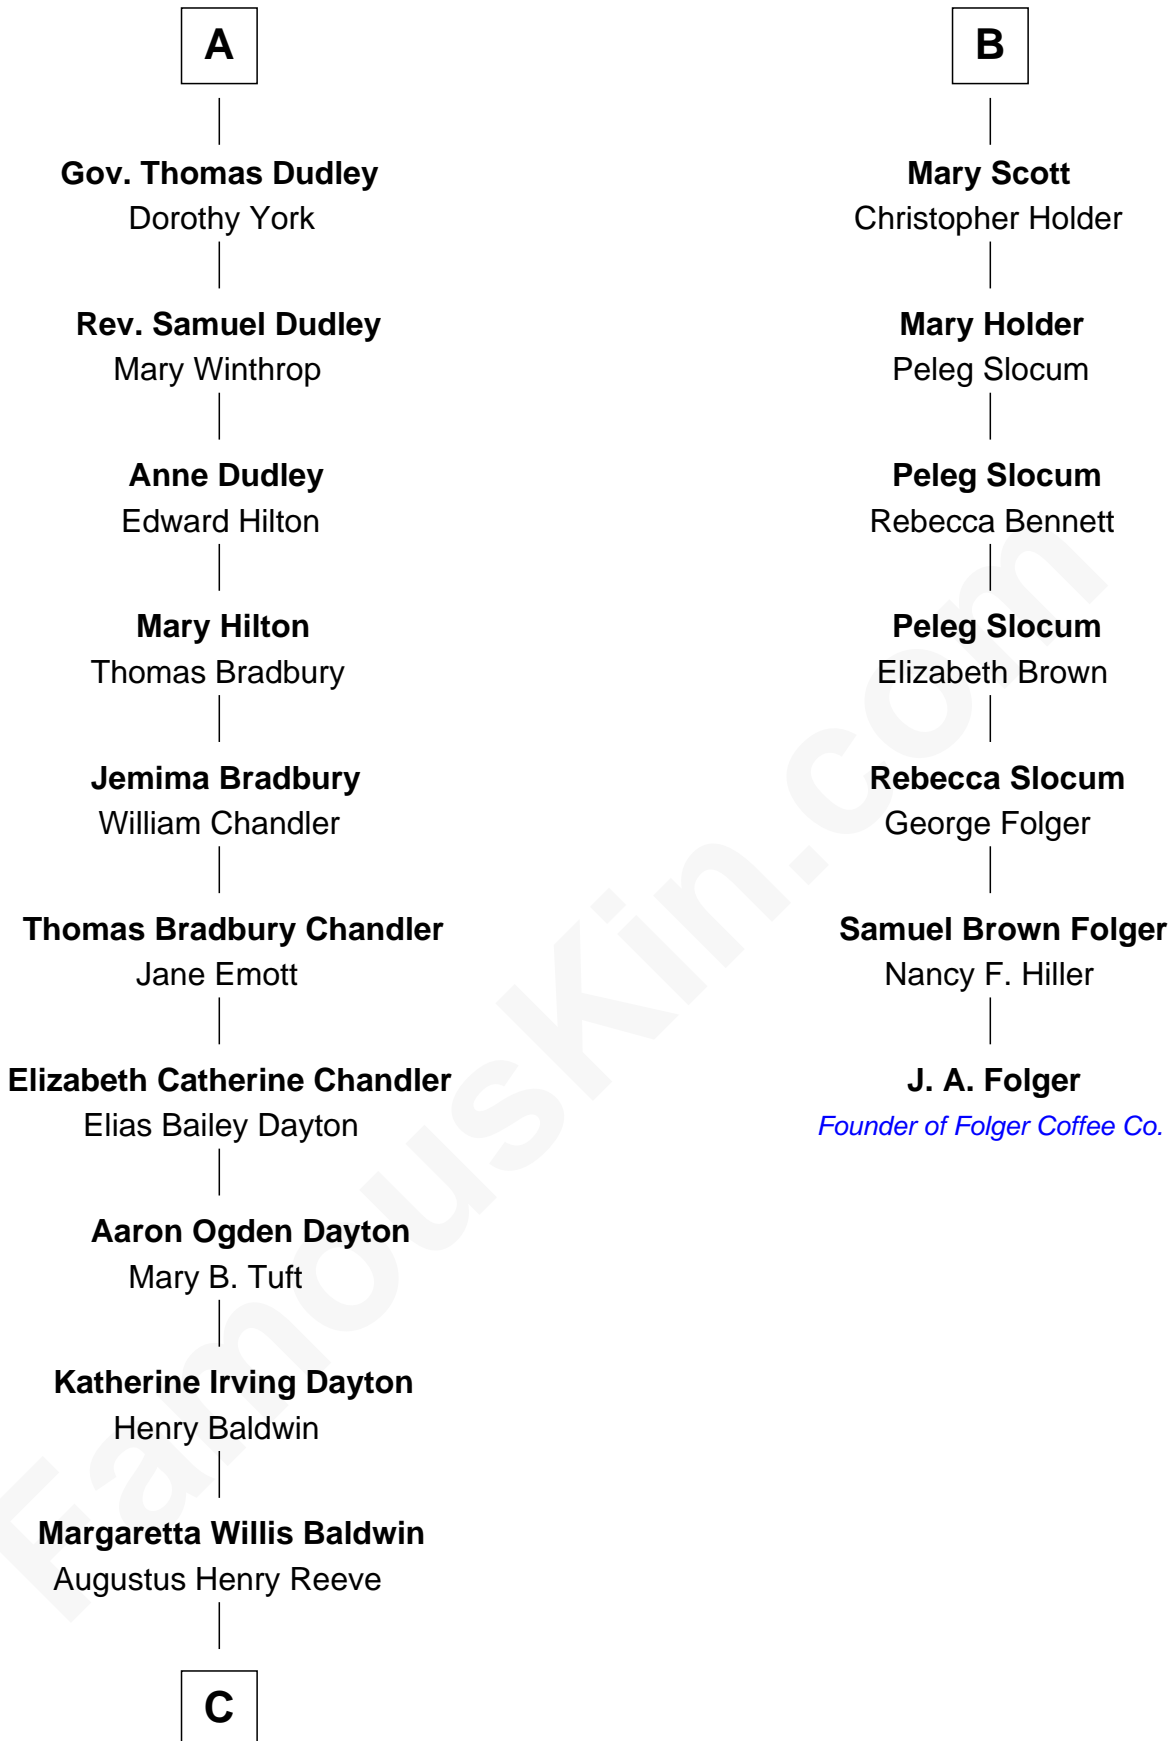 A
Gov. Thomas Dudley
Dorothy York
Rev. Samuel Dudley
Mary Winthrop
Anne Dudley
Edward Hilton
Mary Hilton
Thomas Bradbury
Jemima Bradbury
William Chandler
Thomas Bradbury Chandler
Jane Emott
Elizabeth Catherine Chandler
Elias Bailey Dayton
Aaron Ogden Dayton
Mary B. Tuft
Katherine Irving Dayton
Henry Baldwin
Margaretta Willis Baldwin
Augustus Henry Reeve
C
B
Mary Scott
Christopher Holder
Mary Holder
Peleg Slocum
Peleg Slocum
Rebecca Bennett
Peleg Slocum
Elizabeth Brown
Rebecca Slocum
George Folger
Samuel Brown Folger
Nancy F. Hiller
J. A. Folger
Founder of Folger Coffee Co.
FamousKin.com